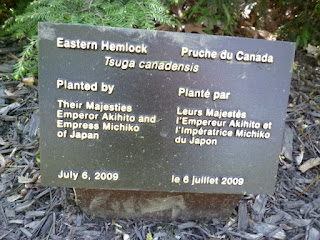 Eastern Hemlock
Pruche du Canada
Tsuga canadensis
Planted by
Their Majesties
Emperor Akihito and
Empress Michiko
of Japan
July 6, 2009
Planté par
Leurs Majestés
l'Empereur Akihito et
l'Impératrice Michiko
du Japon
le 6 juillet 2009